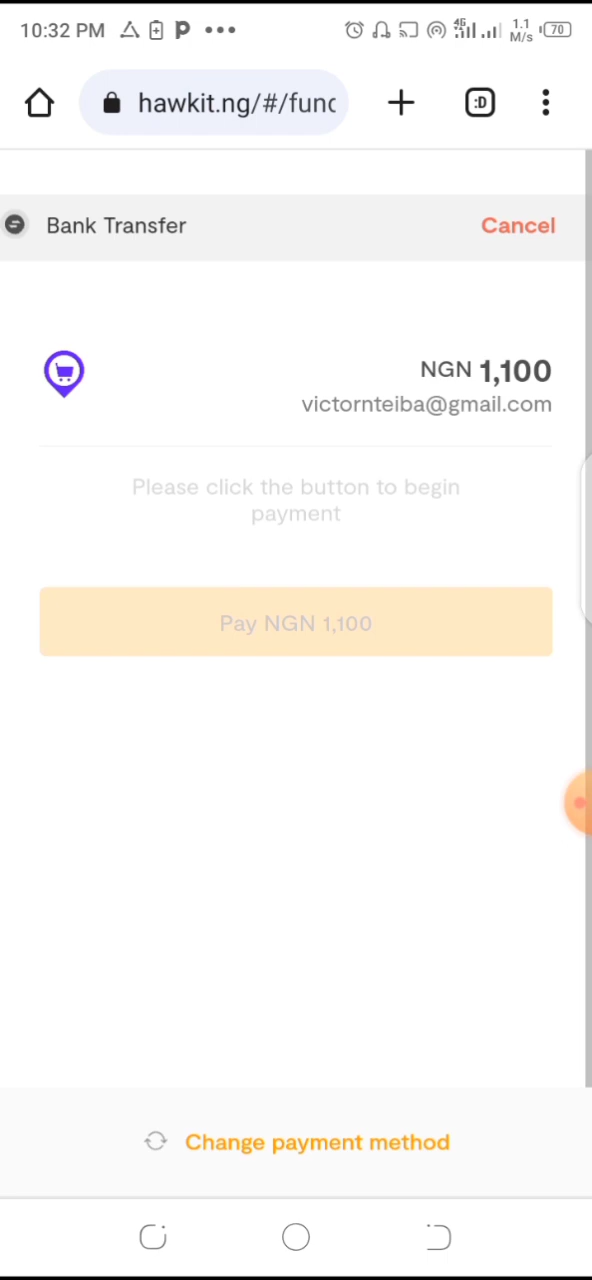 10:32 PM P
4G 1.1 M/s 70
hawkit.ng/#/func :D
Bank Transfer Cancel
NGN 1,100
victornteiba@gmail.com
Please click the button to begin
payment
Pay NGN 1,100
Change payment method